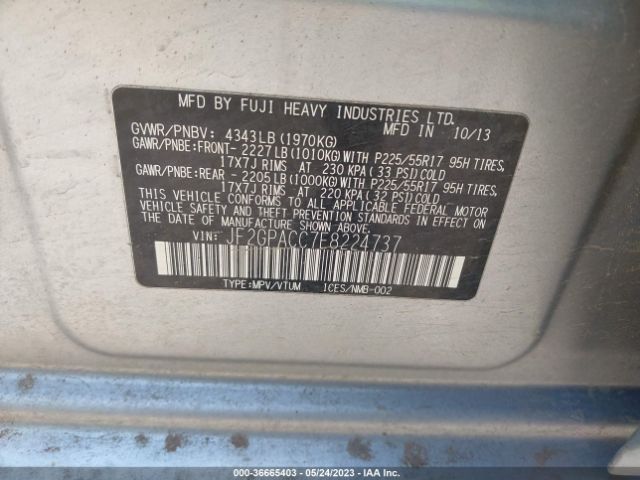 MFD BY FUJI HEAVY INDUSTRIES LTD.
GVWR/PNBV: 4343LB(1970KG) MFD IN 10/13
GAWR/PNBE:FRONT- 2227LB(1010KG)WITH P225/55R17 95H TIRES,
17X7J RIMS AT 230 KPA(33 PSI)COLD
GAWR/PNBE:REAR - 2205LB(1000KG)WITH P225/55R17 95H TIRES,
17X7J RIMS AT 220 KPA(32 PSI)COLD
THIS VEHICLE CONFORMS TO ALL APPLICABLE FEDERAL MOTOR
VEHICLE SAFETY AND THEFT PREVENTION STANDARDS IN EFFECT ON
THE DATE OF MANUFACTURE SHOWN ABOVE.
VIN: JF2GPACC7E8224737
TYPE:MPV/VTUM ICES/NMB-002
000-36665403 - 05/24/2023 - IAA Inc.